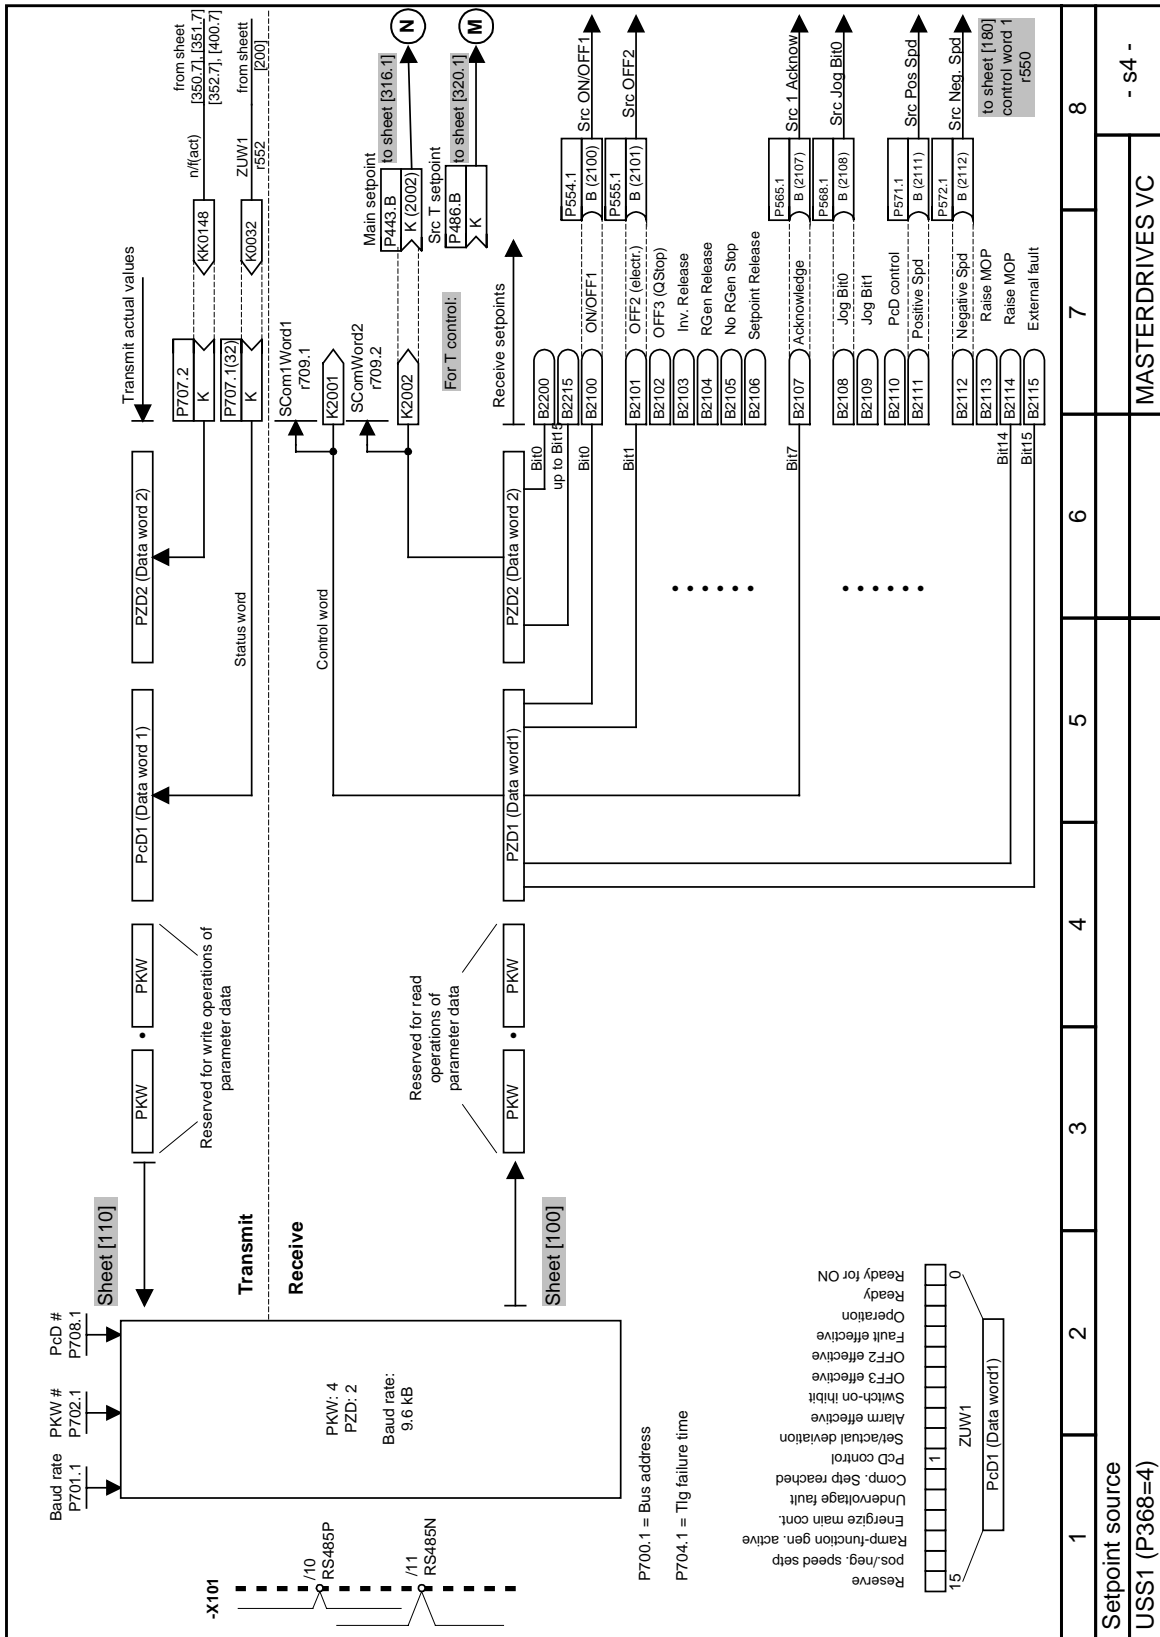 -X101
/10
RS485P
/11
RS485N
Baud rate
P701.1
PKW #
P702.1
PcD #
P708.1
PKW: 4
PZD: 2
Baud rate:
9.6 kB
P700.1 = Bus address
P704.1 = Tlg failure time
Reserve
pos./neg. speed setp
Ramp-function gen. active
Energize main cont.
Undervoltage fault
Comp. Setp reached
PcD control
Set/actual deviation
Alarm effective
Switch-on ihibit
OFF3 effective
OFF2 effective
Fault effective
Operation
Ready
Ready for ON
1
15
0
ZUW1
PcD1 (Data word1)
Sheet [110]
Transmit
Receive
Sheet [100]
PKW
PKW
Reserved for write operations of
parameter data
PcD1 (Data word 1)
PZD2 (Data word 2)
Status word
Transmit actual values
P707.2
K
KK0148
n/f(act)
from sheet
[350.7], [351.7]
[352.7], [400.7]
P707.1(32)
K
K0032
ZUW1
r552
from sheett
[200]
Control word
SCom1Word1
r709.1
K2001
SComWord2
r709.2
K2002
Main setpoint
P443.B
K (2002)
to sheet [316.1]
N
For T control:
Src T setpoint
P486.B
K
to sheet [320.1]
M
PKW
PKW
Reserved for read
operations of
parameter data
PZD1 (Data word1)
PZD2 (Data word 2)
Receive setpoints
Bit0
B2200
up to Bit15
B2215
Bit0
B2100
ON/OFF1
P554.1
B (2100)
Src ON/OFF1
Bit1
B2101
OFF2 (electr.)
P555.1
B (2101)
Src OFF2
B2102
OFF3 (QStop)
B2103
Inv. Release
B2104
RGen Release
B2105
No RGen Stop
B2106
Setpoint Release
Bit7
B2107
Acknowledge
P565.1
B (2107)
Src 1 Acknow
B2108
Jog Bit0
P568.1
B (2108)
Src Jog Bit0
B2109
Jog Bit1
B2110
PcD control
B2111
Positive Spd
P571.1
B (2111)
Src Pos Spd
B2112
Negative Spd
P572.1
B (2112)
Src Neg. Spd
B2113
Raise MOP
Bit14
B2114
Raise MOP
Bit15
B2115
External fault
to sheet [180]
control word 1
r550
1
2
3
4
5
6
7
8
Setpoint source
USS1 (P368=4)
MASTERDRIVES VC
- s4 -